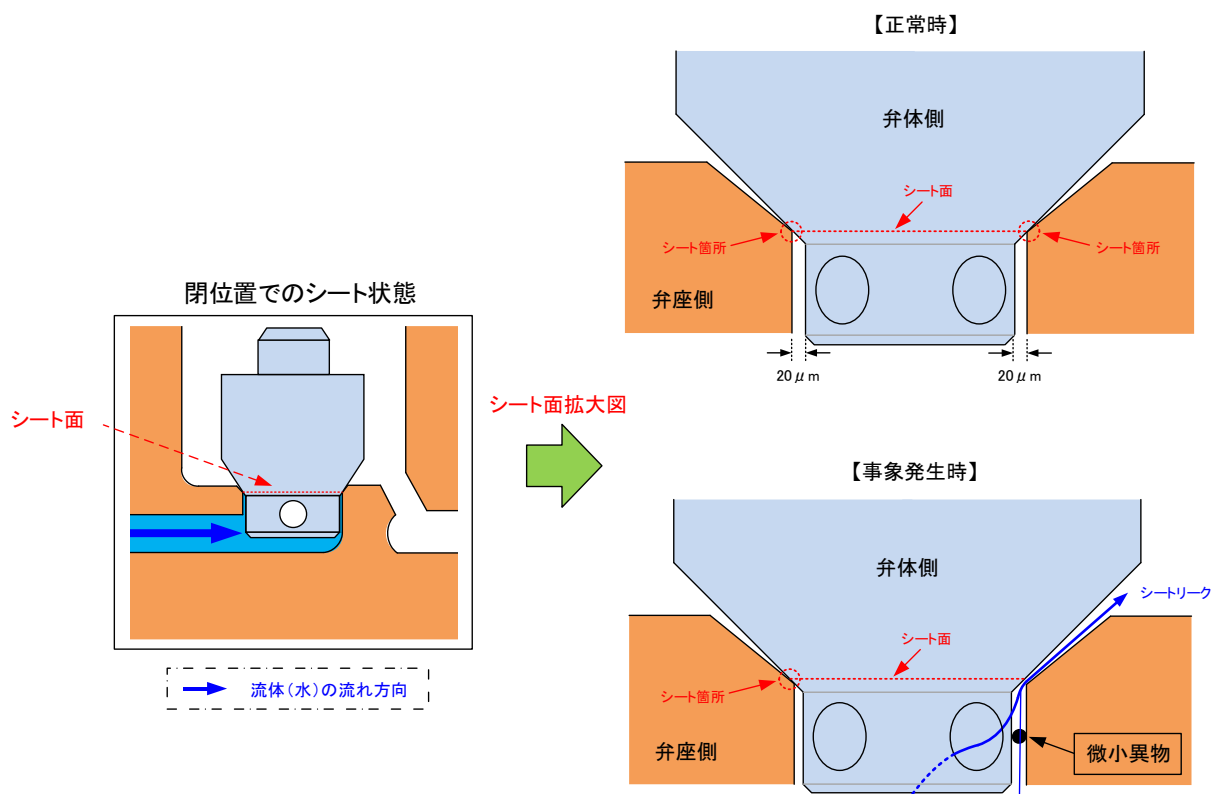 【正常時】
弁体側
シート面
シート箇所
シート箇所
弁座側
20μm
20μm
閉位置でのシート状態
シート面
シート面拡大図
流体(水)の流れ方向
【事象発生時】
弁体側
シートリーク
シート面
シート箇所
弁座側
微小異物